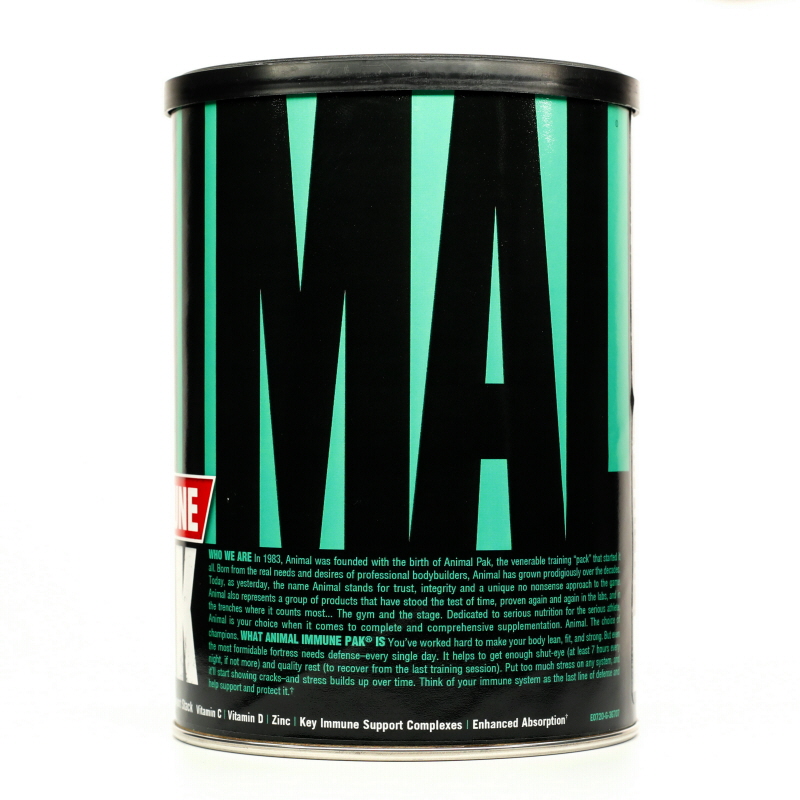 IMAL
UNE
K
WHO WE ARE In 1983, Animal was founded with the birth of Animal Pak, the venerable training "pack" that started it
all. Born from the real needs and desires of professional bodybuilders, Animal has grown prodigiously over the decades.
Today, as yesterday, the name Animal stands for trust, integrity and a unique no nonsense approach to the game.
Animal also represents a group of products that have stood the test of time, proven again and again in the labs, and in
the trenches where it counts most... The gym and the stage. Dedicated to serious nutrition for the serious athlete,
Animal is your choice when it comes to complete and comprehensive supplementation. Animal. The choice of
champions. WHAT ANIMAL IMMUNE PAK® IS You've worked hard to make your body lean, fit, and strong. But even
the most formidable fortress needs defense–every single day. It helps to get enough shut-eye (at least 7 hours every
night, if not more) and quality rest (to recover from the last training session). Put too much stress on any system, and
it'll start showing cracks–and stress builds up over time. Think of your immune system as the last line of defense and
help support and protect it.†
Stack Vitamin C | Vitamin D | Zinc | Key Immune Support Complexes | Enhanced Absorption†